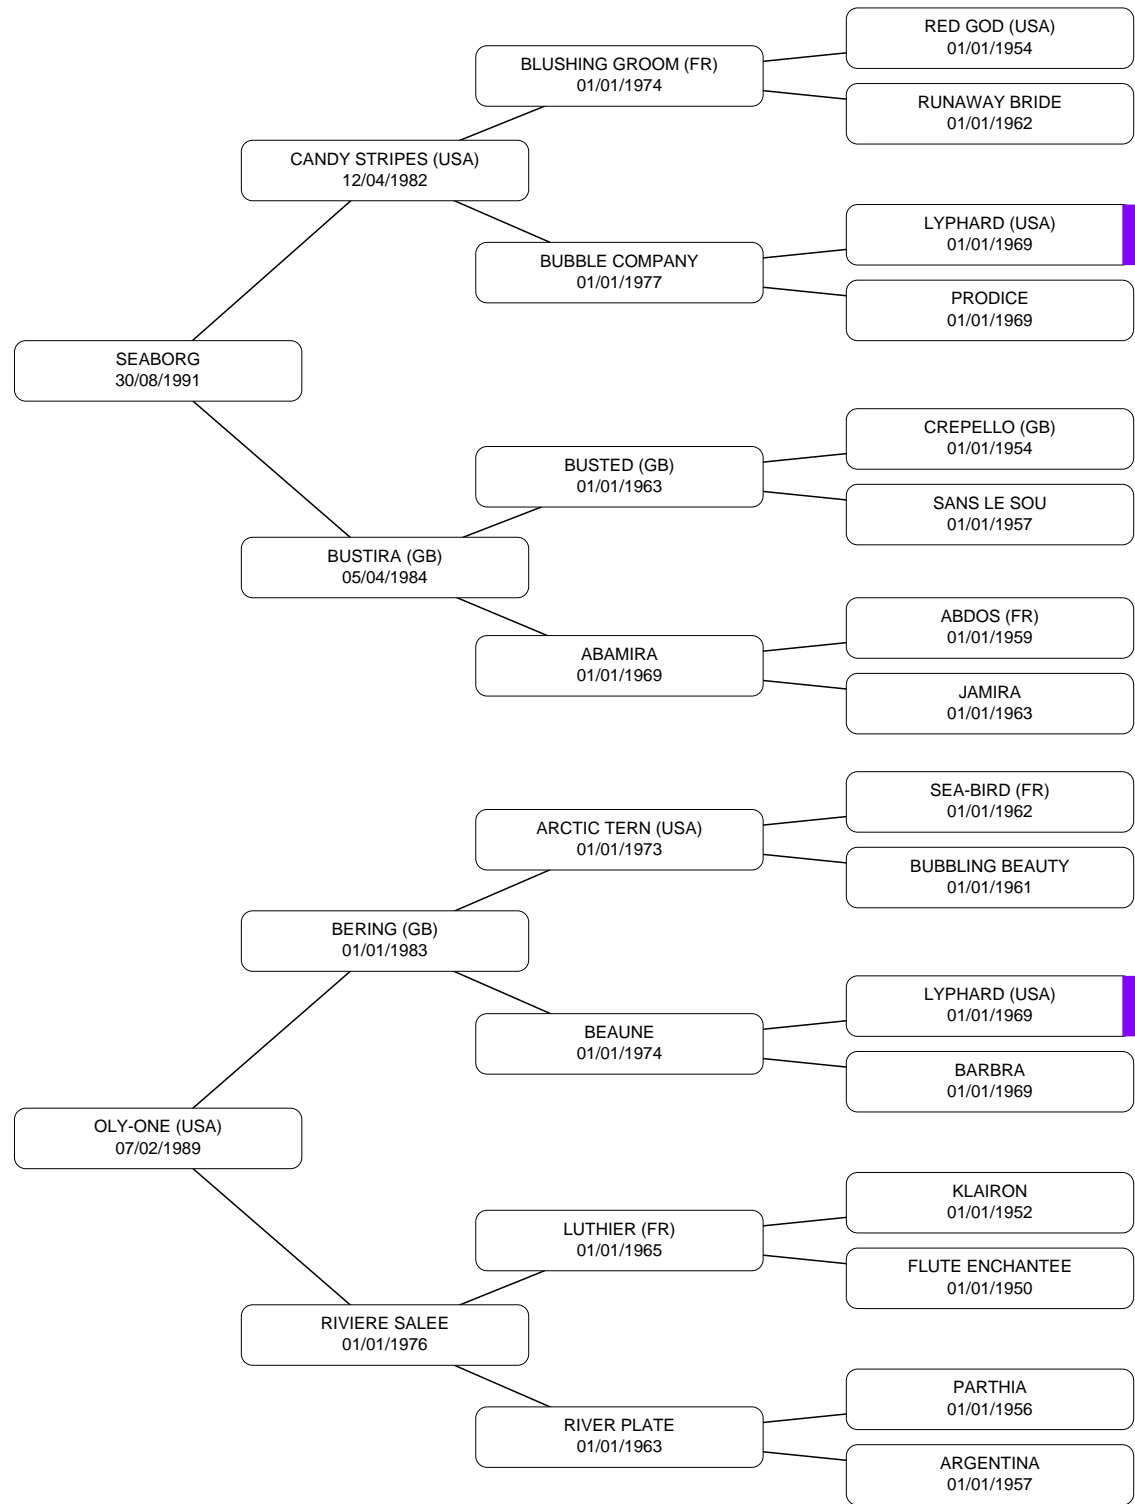 RED GOD (USA)
01/01/1954
BLUSHING GROOM (FR)
01/01/1974
RUNAWAY BRIDE
01/01/1962
CANDY STRIPES (USA)
12/04/1982
LYPHARD (USA)
01/01/1969
BUBBLE COMPANY
01/01/1977
PRODICE
01/01/1969
SEABORG
30/08/1991
CREPELLO (GB)
01/01/1954
BUSTED (GB)
01/01/1963
SANS LE SOU
01/01/1957
BUSTIRA (GB)
05/04/1984
ABDOS (FR)
01/01/1959
ABAMIRA
01/01/1969
JAMIRA
01/01/1963
SEA-BIRD (FR)
01/01/1962
ARCTIC TERN (USA)
01/01/1973
BUBBLING BEAUTY
01/01/1961
BERING (GB)
01/01/1983
LYPHARD (USA)
01/01/1969
BEAUNE
01/01/1974
BARBRA
01/01/1969
OLY-ONE (USA)
07/02/1989
KLAIRON
01/01/1952
LUTHIER (FR)
01/01/1965
FLUTE ENCHANTEE
01/01/1950
RIVIERE SALEE
01/01/1976
PARTHIA
01/01/1956
RIVER PLATE
01/01/1963
ARGENTINA
01/01/1957